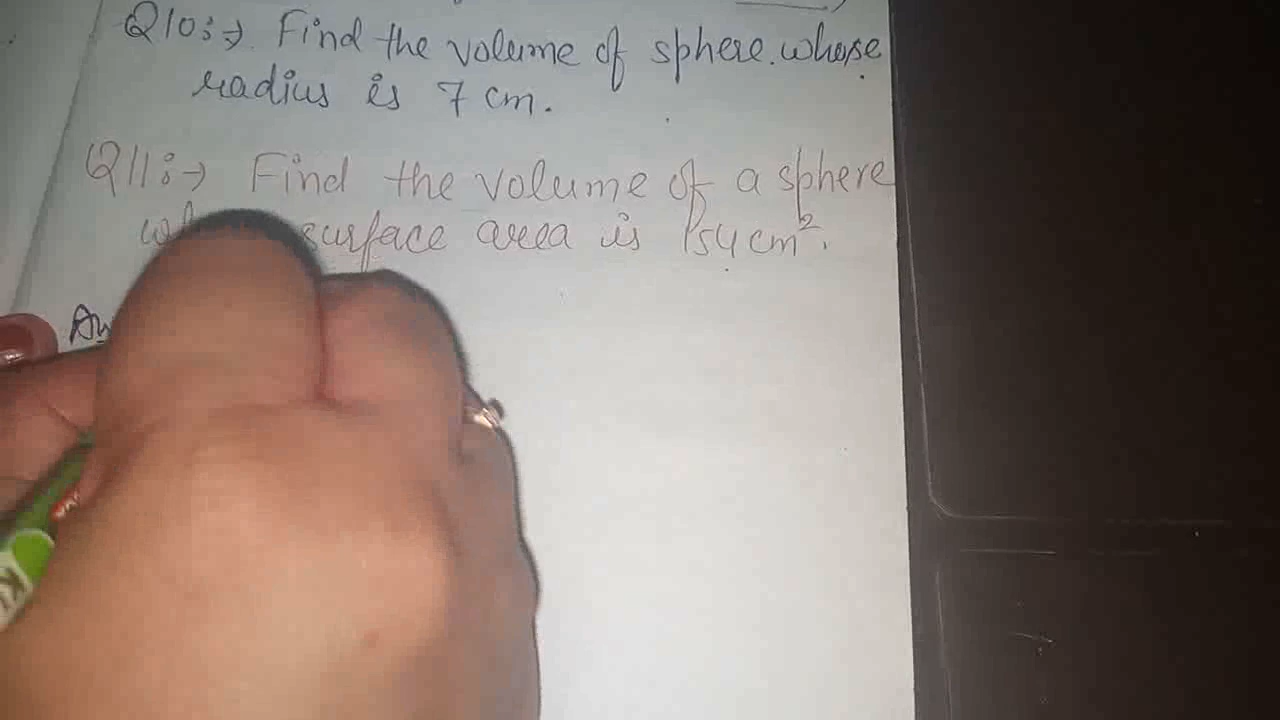 Q10:→ Find the volume of sphere.whose
radius is 7 cm.
Q11:→ Find the volume of a sphere
surface area is 154 cm².